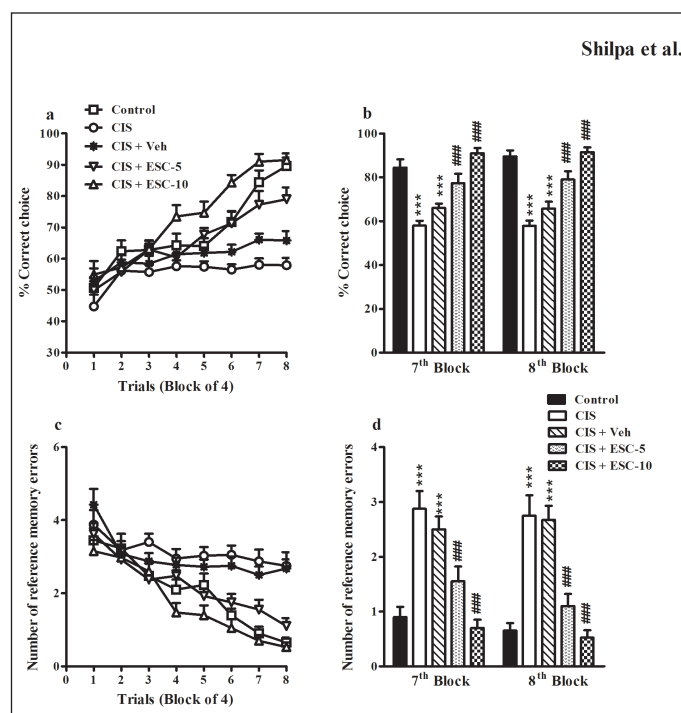 Shilpa et al.
a
Control
CIS
CIS + Veh
CIS + ESC-5
CIS + ESC-10
% Correct choice
100
90
80
70
60
50
40
30
0 1 2 3 4 5 6 7 8
Trials (Block of 4)
b
% Correct choice
100
80
60
40
20
0
*** *** ### ###
*** *** ### ###
7th Block 8th Block
c
Number of reference memory errors
6
4
2
0
0 1 2 3 4 5 6 7 8
Trials (Block of 4)
d
Control
CIS
CIS + Veh
CIS + ESC-5
CIS + ESC-10
Number of reference memory errors
4
3
2
1
0
*** *** ### ###
*** *** ### ###
7th Block 8th Block